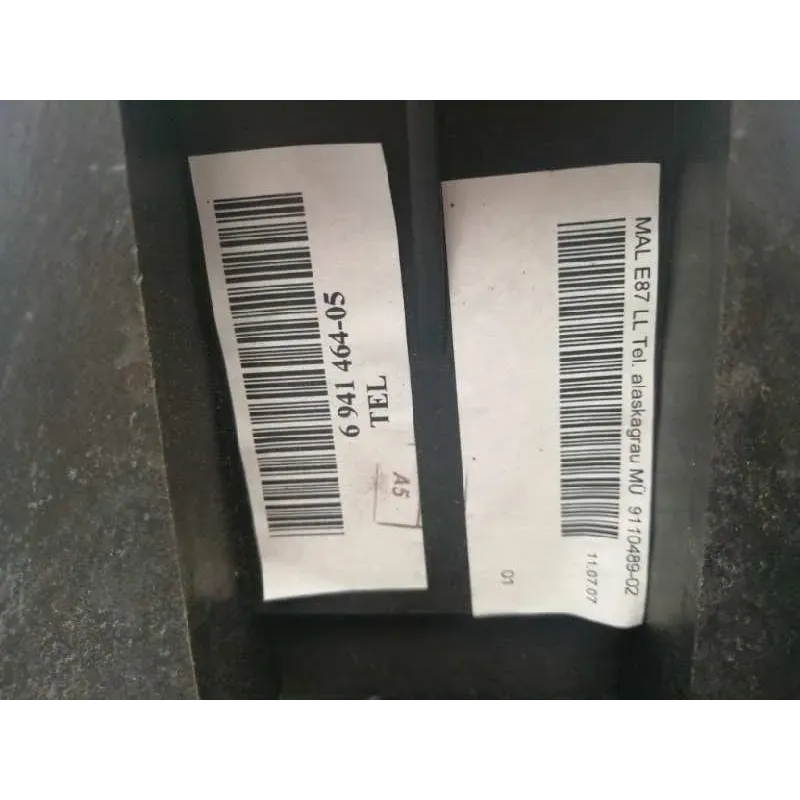 6 941 464-05
TEL
A5
MAL E87 LL Tel. alaskagrau MÜ 9110489-02
11.07.07
01